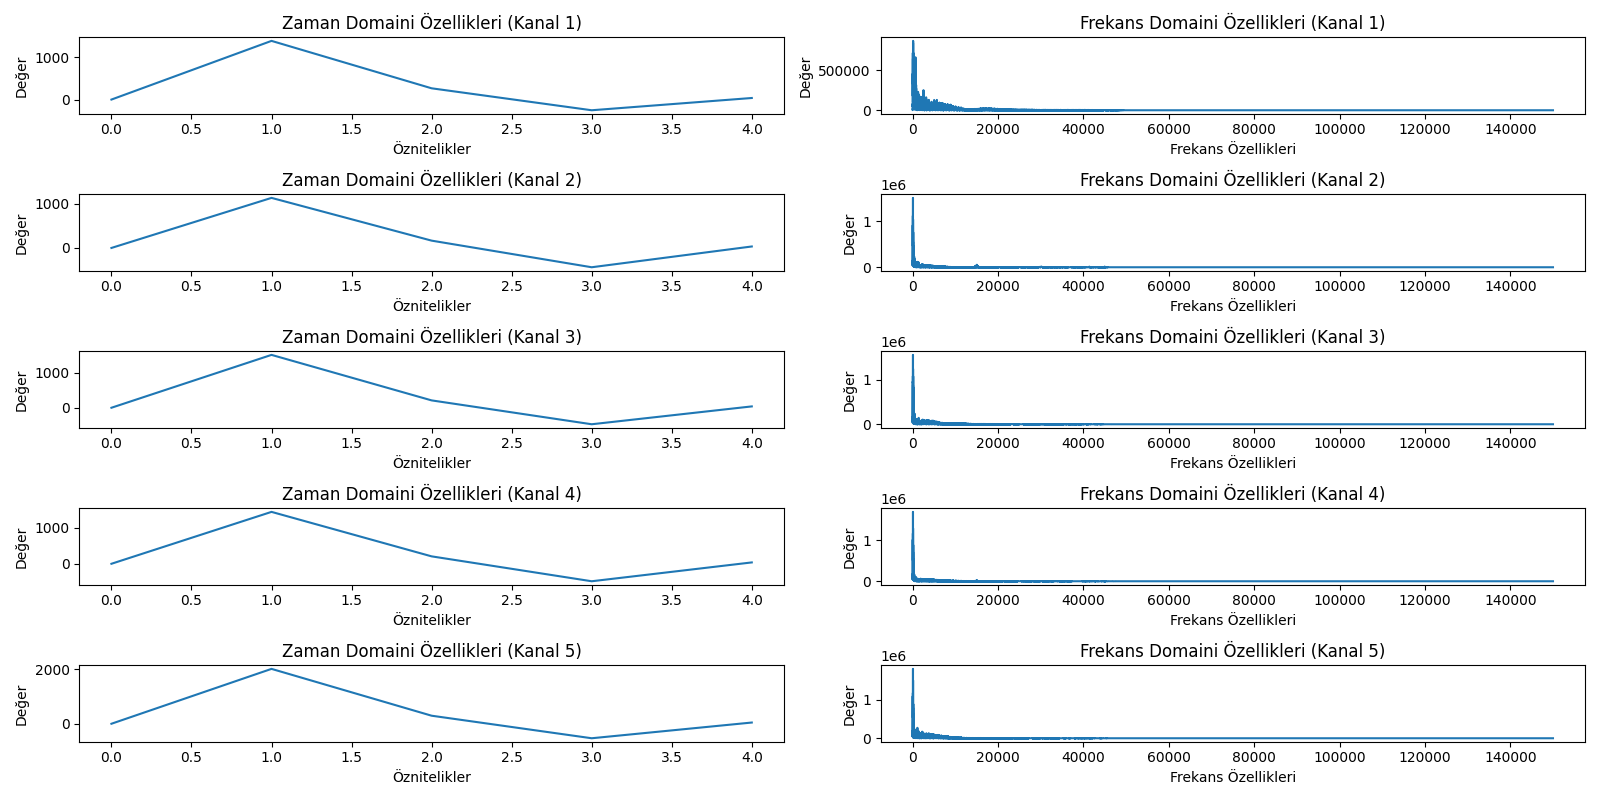 Zaman Domaini Özellikleri (Kanal 1)
Değer
1000
0
0.0 0.5 1.0 1.5 2.0 2.5 3.0 3.5 4.0
Öznitelikler
Frekans Domaini Özellikleri (Kanal 1)
Değer
500000
0
0 20000 40000 60000 80000 100000 120000 140000
Frekans Özellikleri
Zaman Domaini Özellikleri (Kanal 2)
Değer
1000
0
0.0 0.5 1.0 1.5 2.0 2.5 3.0 3.5 4.0
Öznitelikler
Frekans Domaini Özellikleri (Kanal 2)
1e6
Değer
1
0
0 20000 40000 60000 80000 100000 120000 140000
Frekans Özellikleri
Zaman Domaini Özellikleri (Kanal 3)
Değer
1000
0
0.0 0.5 1.0 1.5 2.0 2.5 3.0 3.5 4.0
Öznitelikler
Frekans Domaini Özellikleri (Kanal 3)
1e6
Değer
1
0
0 20000 40000 60000 80000 100000 120000 140000
Frekans Özellikleri
Zaman Domaini Özellikleri (Kanal 4)
Değer
1000
0
0.0 0.5 1.0 1.5 2.0 2.5 3.0 3.5 4.0
Öznitelikler
Frekans Domaini Özellikleri (Kanal 4)
1e6
Değer
1
0
0 20000 40000 60000 80000 100000 120000 140000
Frekans Özellikleri
Zaman Domaini Özellikleri (Kanal 5)
Değer
2000
0
0.0 0.5 1.0 1.5 2.0 2.5 3.0 3.5 4.0
Öznitelikler
Frekans Domaini Özellikleri (Kanal 5)
1e6
Değer
1
0
0 20000 40000 60000 80000 100000 120000 140000
Frekans Özellikleri